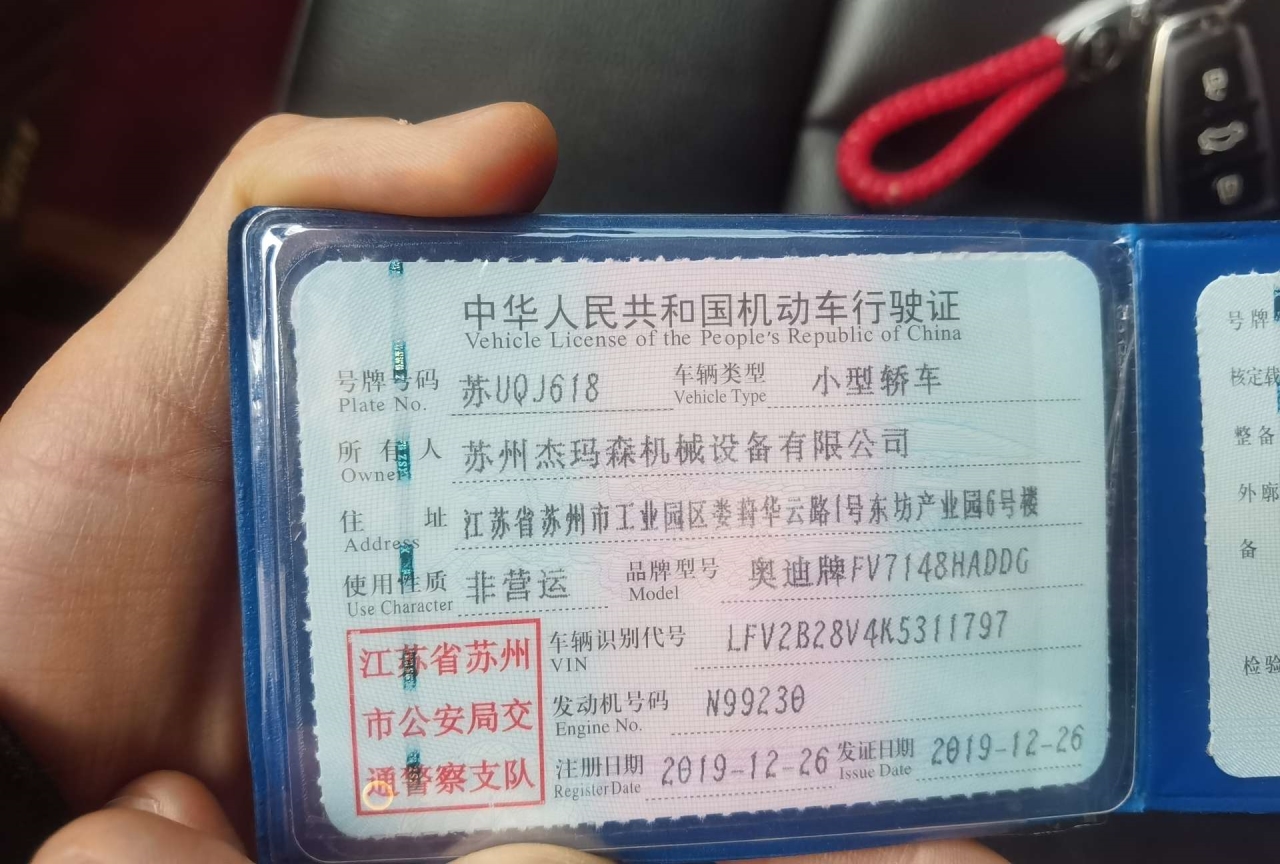 中华人民共和国机动车行驶证
Vehicle License of the People's Republic of China
号牌号码 苏UQJ618 车辆类型 小型轿车
Plate No. Vehicle Type
所有人 苏州杰玛森机械设备有限公司
Owner
住址 江苏省苏州市工业园区娄葑华云路1号东坊产业园6号楼
Address
使用性质 非营运 品牌型号 奥迪牌FV7148HADDG
Use Character Model
江苏省苏州
市公安局交
通警察支队
车辆识别代号 LFV2B28V4K5311797
VIN
发动机号码 N99230
Engine No.
注册日期 2019-12-26 发证日期 2019-12-26
Register Date Issue Date
号牌
核定载
整备
外廓
备
检验